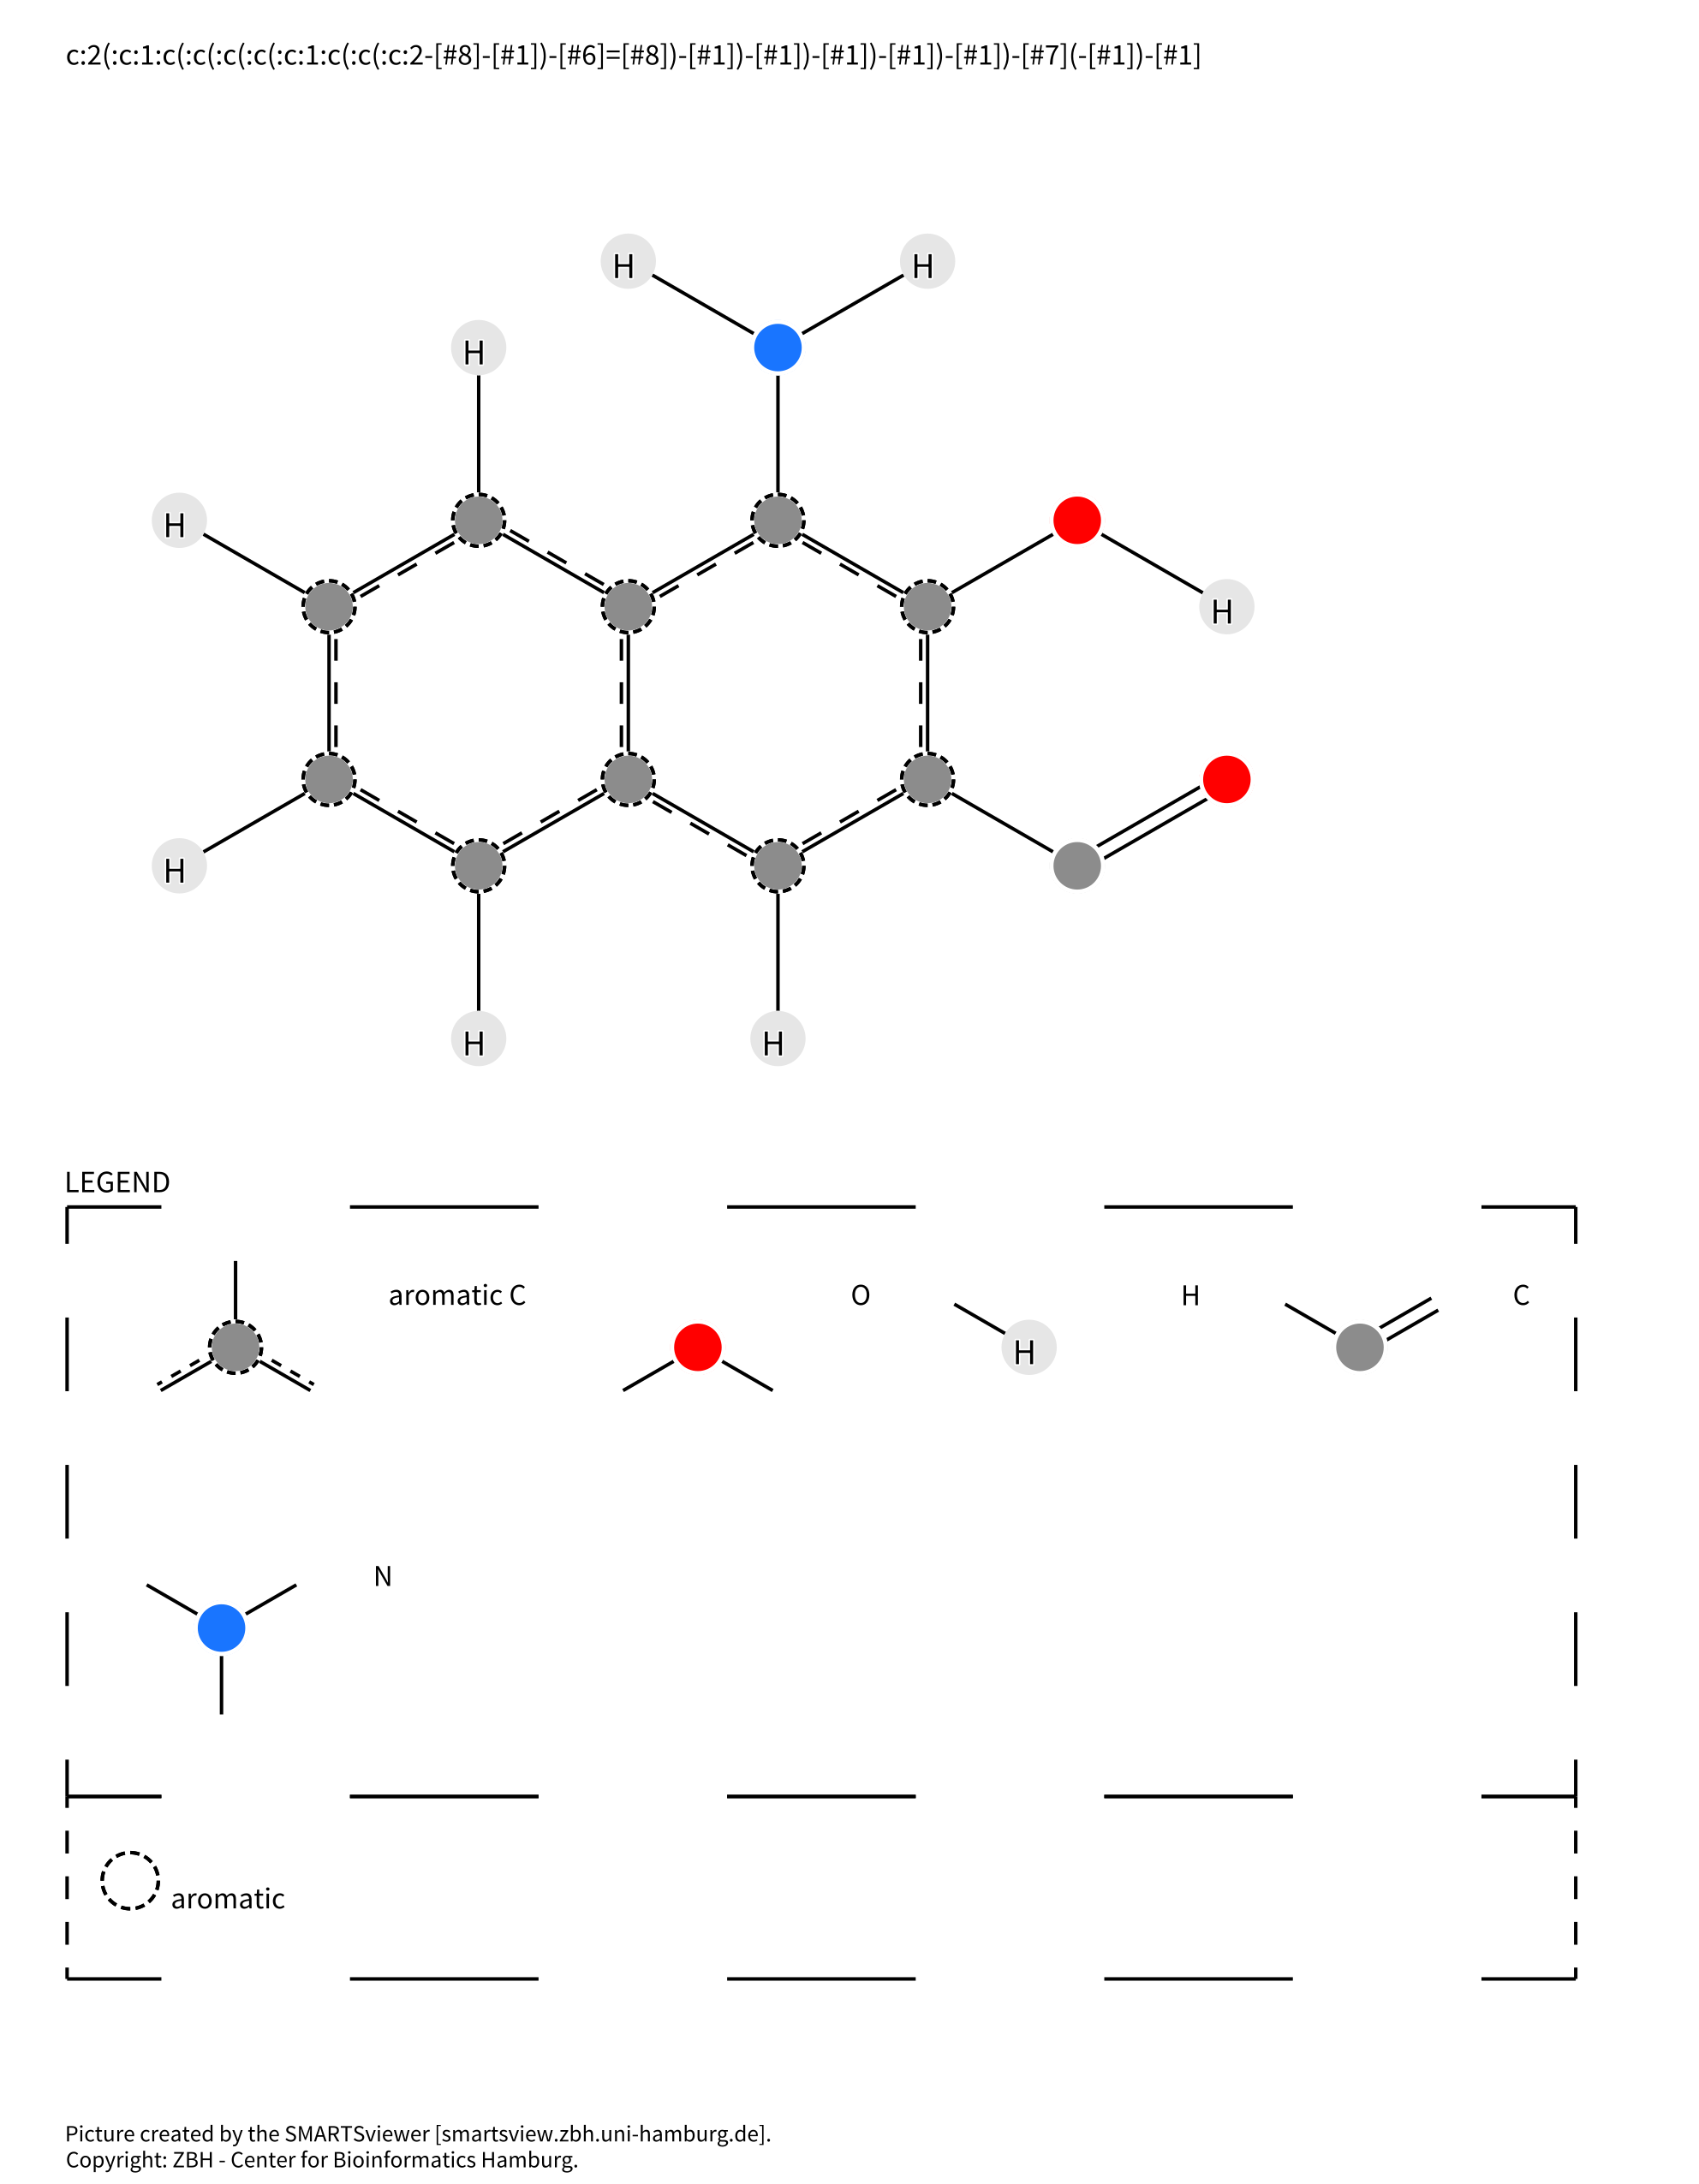 c:2(:c:1:c(:c(:c(:c(:c:1:c(:c(:c:2-[#8]-[#1])-[#6]=[#8])-[#1])-[#1])-[#1])-[#1])-[#1])-[#7](-[#1])-[#1]
H H
H
H
H
H
H H
LEGEND
aromatic C O H H C
N
aromatic
Picture created by the SMARTSviewer [smartsview.zbh.uni-hamburg.de].
Copyright: ZBH - Center for Bioinformatics Hamburg.